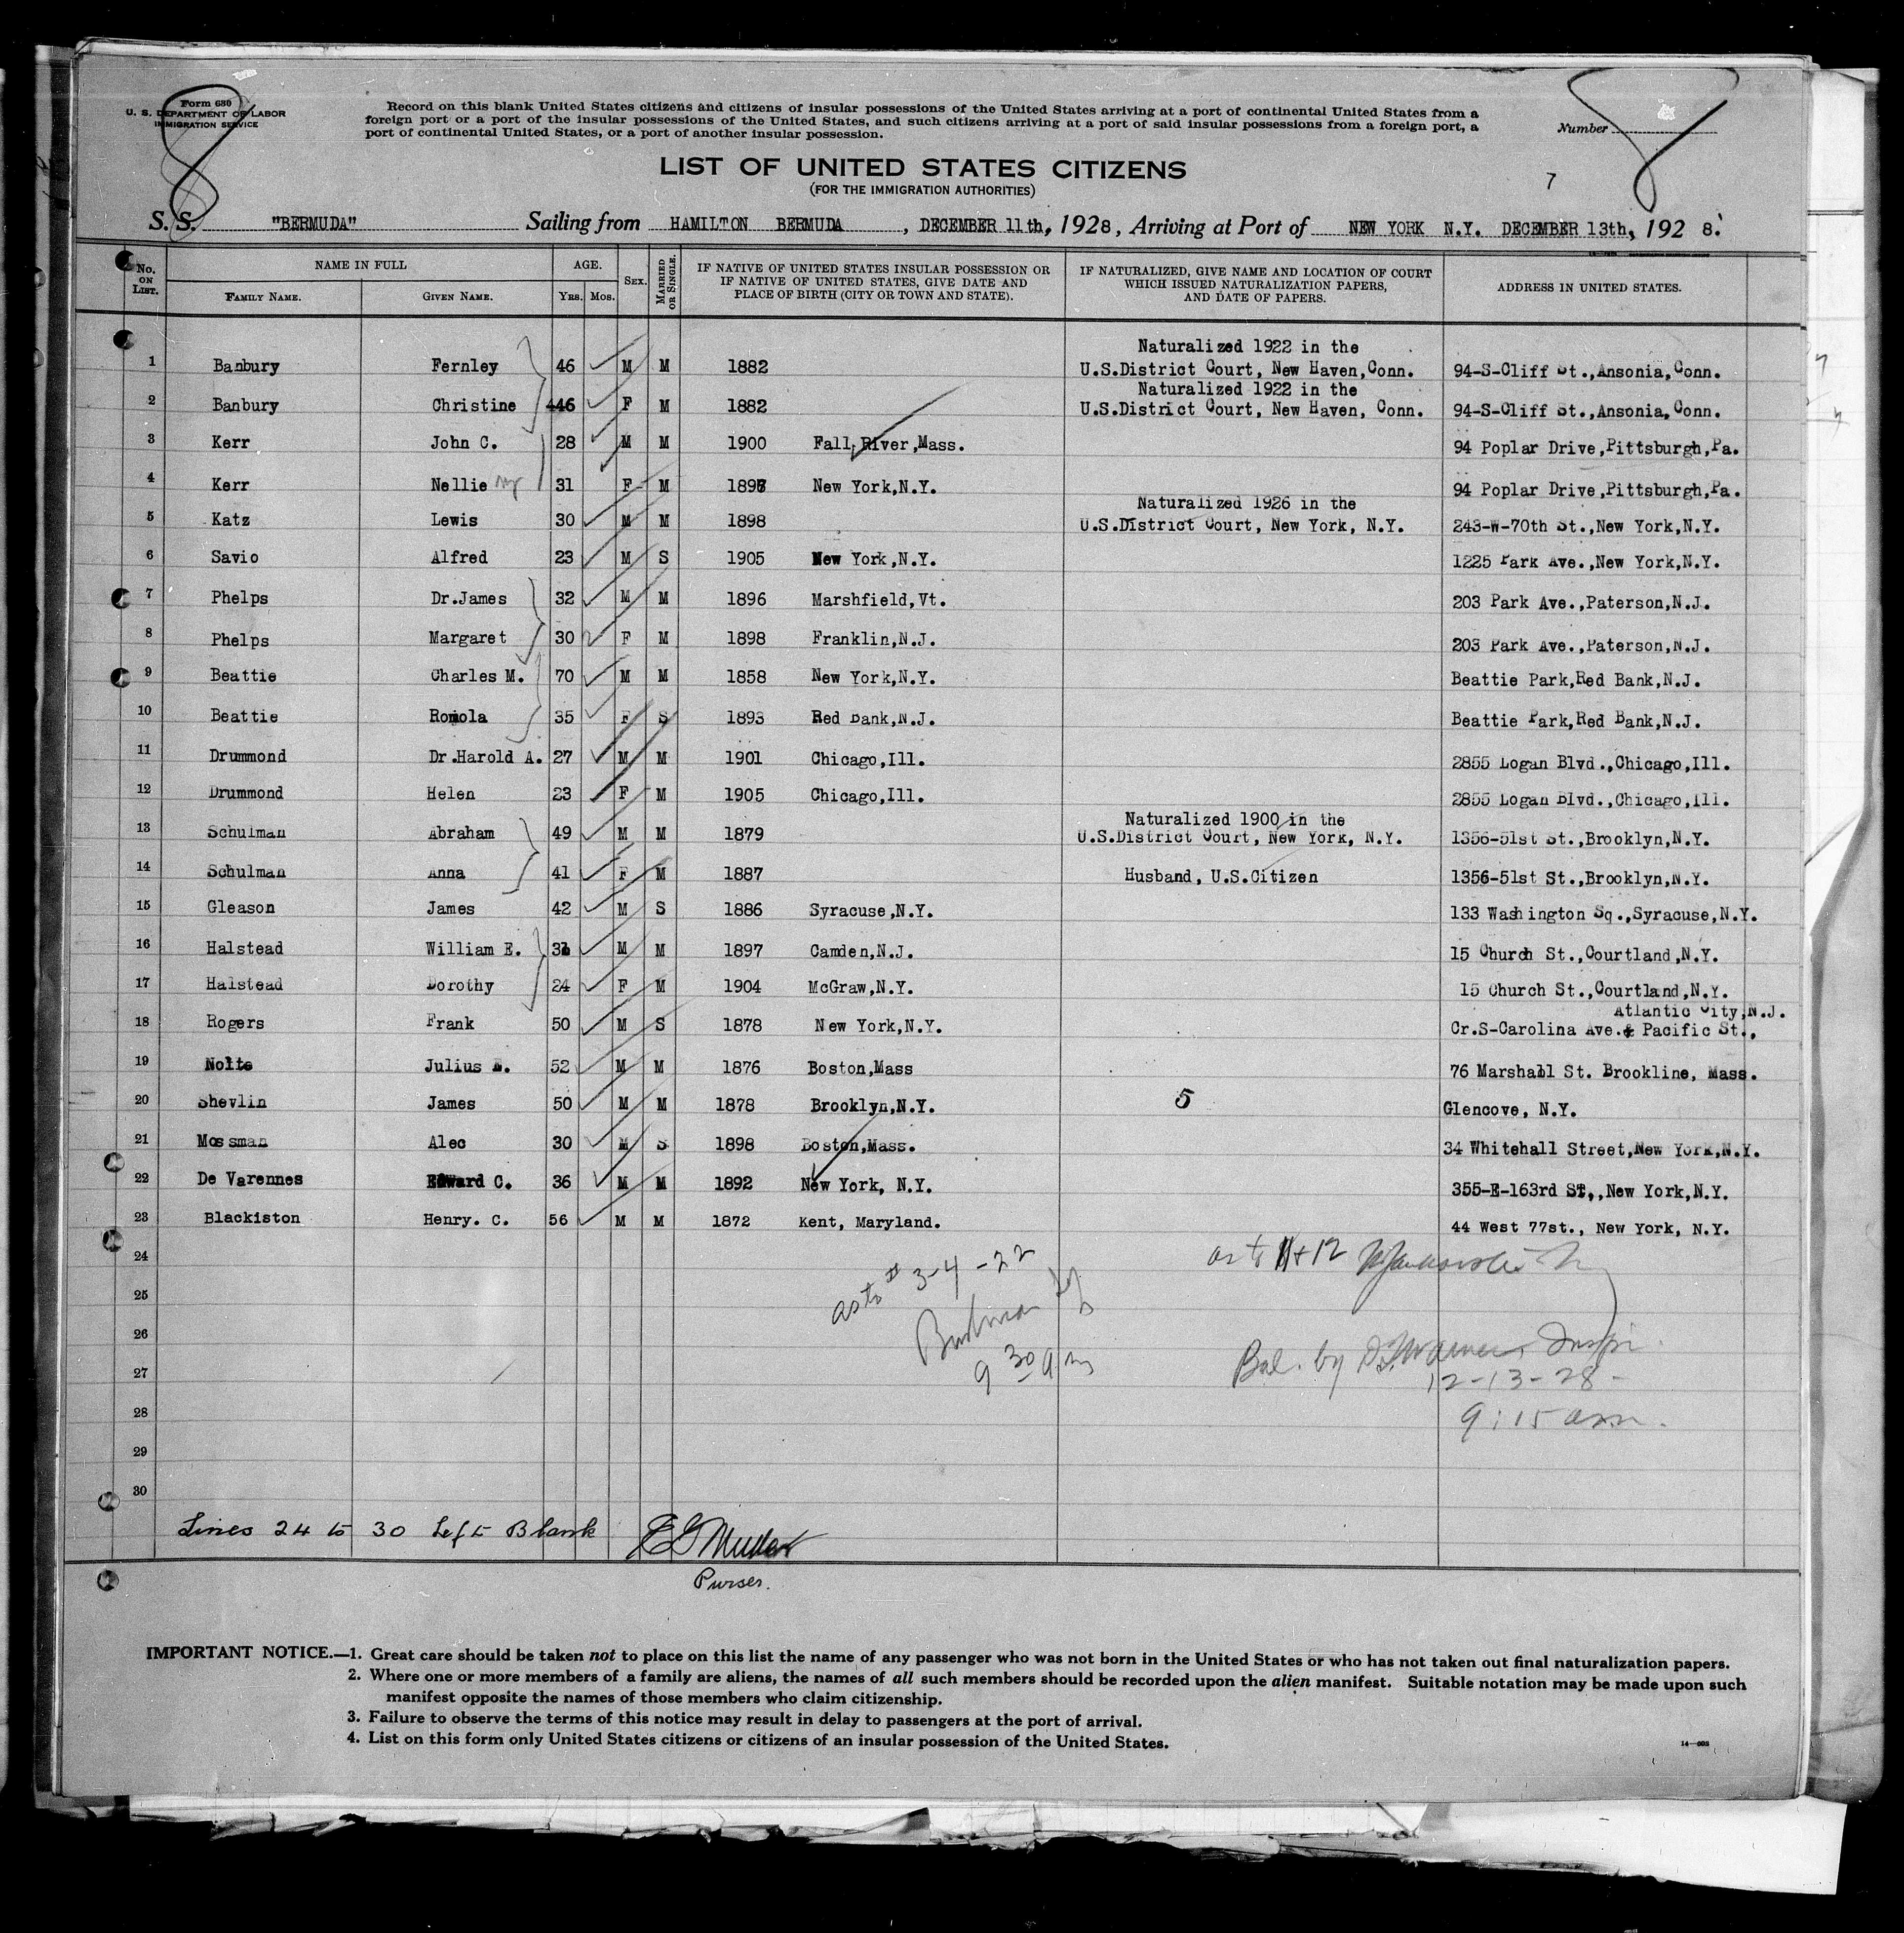 Form 630
U. S. DEPARTMENT OF LABOR
IMMIGRATION SERVICE
Record on this blank United States citizens and citizens of insular possessions of the United States arriving at a port of continental United States from a
foreign port or a port of the insular possessions of the United States, and such citizens arriving at a port of said insular possessions from a foreign port, a
port of continental United States, or a port of another insular possession.
Number
8
8
LIST OF UNITED STATES CITIZENS
(FOR THE IMMIGRATION AUTHORITIES)
7
S. S. "BERMUDA" Sailing from HAMILTON BERMUDA, DECEMBER 11th, 1928, Arriving at Port of NEW YORK N.Y. DECEMBER 13th, 1928.
No. ON LIST. NAME IN FULL FAMILY NAME. GIVEN NAME. AGE. YRS. MOS. SEX. MARRIED OR SINGLE. IF NATIVE OF UNITED STATES INSULAR POSSESSION OR IF NATIVE OF UNITED STATES, GIVE DATE AND PLACE OF BIRTH (CITY OR TOWN AND STATE). IF NATURALIZED, GIVE NAME AND LOCATION OF COURT WHICH ISSUED NATURALIZATION PAPERS, AND DATE OF PAPERS. ADDRESS IN UNITED STATES.
1 Banbury Fernley 46 M M 1882 Naturalized 1922 in the U.S.District Court, New Haven,Conn. 94-S-Cliff St.,Ansonia,Conn.
2 Banbury Christine 46 F M 1882 Naturalized 1922 in the U.S.District Court, New Haven, Conn. 94-S-Cliff St.,Ansonia,Conn.
3 Kerr John C. 28 M M 1900 Fall River,Mass. 94 Poplar Drive,Pittsburgh,Pa.
4 Kerr Nellie 31 F M 1897 New York,N.Y. 94 Poplar Drive,Pittsburgh,Pa.
5 Katz Lewis 30 M M 1898 Naturalized 1926 in the U.S.District Court, New York, N.Y. 243-W-70th St.,New York,N.Y.
6 Savio Alfred 23 M S 1905 New York,N.Y. 1225 Park Ave.,New York,N.Y.
7 Phelps Dr.James 32 M M 1896 Marshfield,Vt. 203 Park Ave.,Paterson,N.J.
8 Phelps Margaret 30 F M 1898 Franklin,N.J. 203 Park Ave.,Paterson,N.J.
9 Beattie Charles M. 70 M M 1858 New York,N.Y. Beattie Park,Red Bank,N.J.
10 Beattie Romola 35 F S 1893 Red Bank,N.J. Beattie Park,Red Bank,N.J.
11 Drummond Dr.Harold A. 27 M M 1901 Chicago,Ill. 2855 Logan Blvd.,Chicago,Ill.
12 Drummond Helen 23 F M 1905 Chicago,Ill. 2855 Logan Blvd.,Chicago,Ill.
13 Schulman Abraham 49 M M 1879 Naturalized 1900 in the U.S.District Court, New York, N.Y. 1356-51st St.,Brooklyn,N.Y.
14 Schulman Anna 41 F M 1887 Husband, U.S.Citizen 1356-51st St.,Brooklyn,N.Y.
15 Gleason James 42 M S 1886 Syracuse,N.Y. 133 Washington Sq.,Syracuse,N.Y.
16 Halstead William E. 31 M M 1897 Camden,N.J. 15 Church St.,Courtland,N.Y.
17 Halstead Dorothy 24 F M 1904 McGraw,N.Y. 15 Church St.,Courtland,N.Y.
18 Rogers Frank 50 M S 1878 New York,N.Y. Atlantic City,N.J. Cr.S-Carolina Ave.& Pacific St.,
19 Nolte Julius E. 52 M M 1876 Boston,Mass 76 Marshall St. Brookline, Mass.
20 Shevlin James 50 M M 1878 Brooklyn,N.Y. 5 Glencove, N.Y.
21 Mossman Alec 30 M S 1898 Boston,Mass. 34 Whitehall Street,New York,N.Y.
22 De Varennes Edward C. 36 M M 1892 New York, N.Y. 355-E-163rd ST,,New York,N.Y.
23 Blackiston Henry. C. 56 M M 1872 Kent, Maryland. 44 West 77st., New York, N.Y.
24
25
26
27
28
29
30
as to # 3-4-22
9 30 am
as to 11+12
Bal. by Warner Inspr.
12-13-28-
9:15 am.
Lines 24 to 30 Left Blank
Purser.
IMPORTANT NOTICE.—1. Great care should be taken not to place on this list the name of any passenger who was not born in the United States or who has not taken out final naturalization papers.
2. Where one or more members of a family are aliens, the names of all such members should be recorded upon the alien manifest. Suitable notation may be made upon such
manifest opposite the names of those members who claim citizenship.
3. Failure to observe the terms of this notice may result in delay to passengers at the port of arrival.
4. List on this form only United States citizens or citizens of an insular possession of the United States.